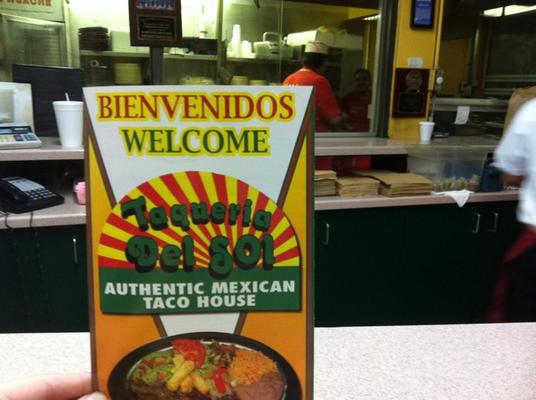 BIENVENIDOS
WELCOME
Taqueria
Del Sol
AUTHENTIC MEXICAN
TACO HOUSE